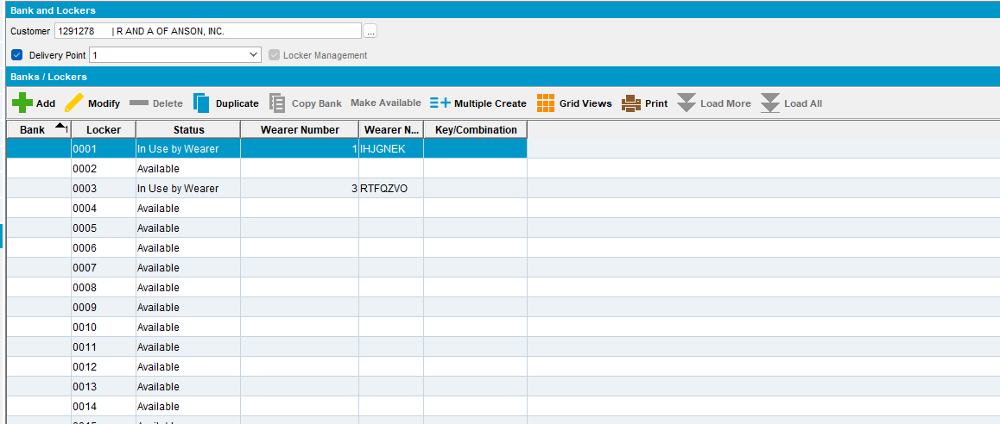 Bank and Lockers
Customer 1291278 | R AND A OF ANSON, INC. ...
Delivery Point 1 Locker Management
Banks / Lockers
Add Modify Delete Duplicate Copy Bank Make Available Multiple Create Grid Views Print Load More Load All
Bank 1 Locker Status Wearer Number Wearer N... Key/Combination
0001 In Use by Wearer 1 IHJGNEK
0002 Available
0003 In Use by Wearer 3 RTFQZVO
0004 Available
0005 Available
0006 Available
0007 Available
0008 Available
0009 Available
0010 Available
0011 Available
0012 Available
0013 Available
0014 Available